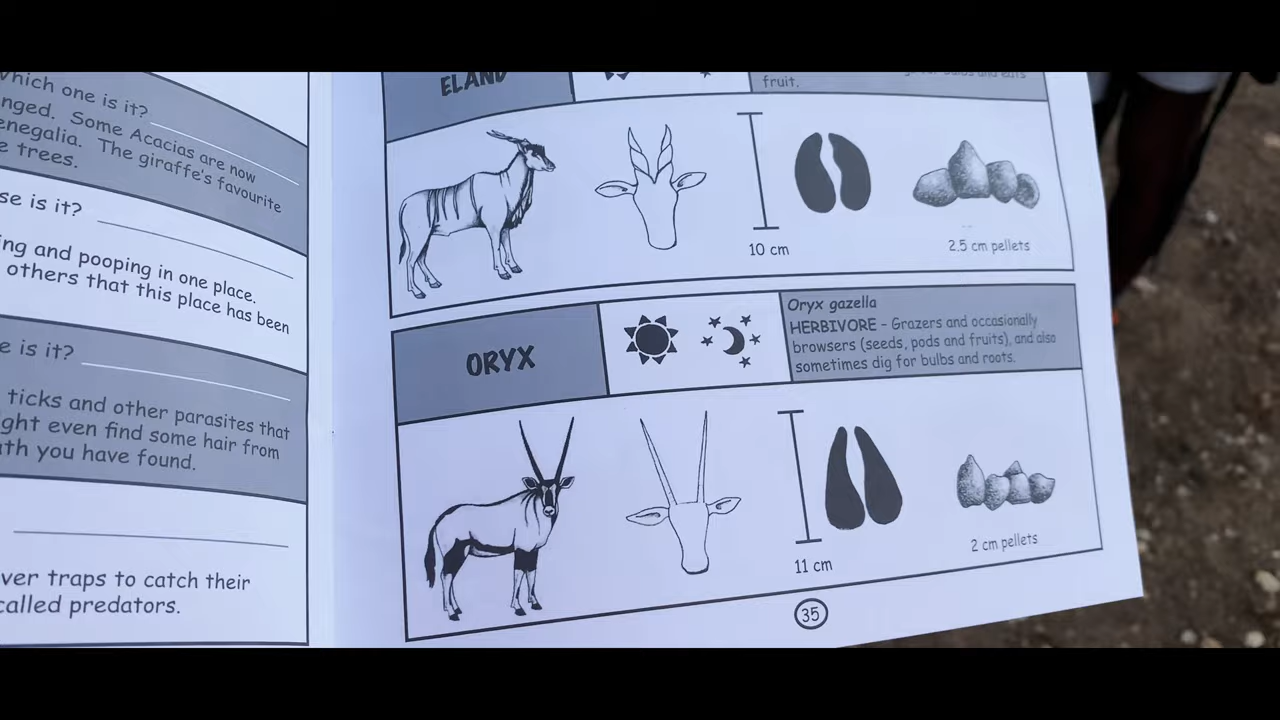 Which one is it?
nged. Some Acacias are now
enegalia. The giraffe's favourite
e trees.
se is it?
ing and pooping in one place.
others that this place has been
e is it?
ticks and other parasites that
ght even find some hair from
ath you have found.
ver traps to catch their
called predators.
ELAND
bulbs and eats
fruit.
10 cm
2.5 cm pellets
ORYX
Oryx gazella
HERBIVORE – Grazers and occasionally
browsers (seeds, pods and fruits), and also
sometimes dig for bulbs and roots.
11 cm
2 cm pellets
35